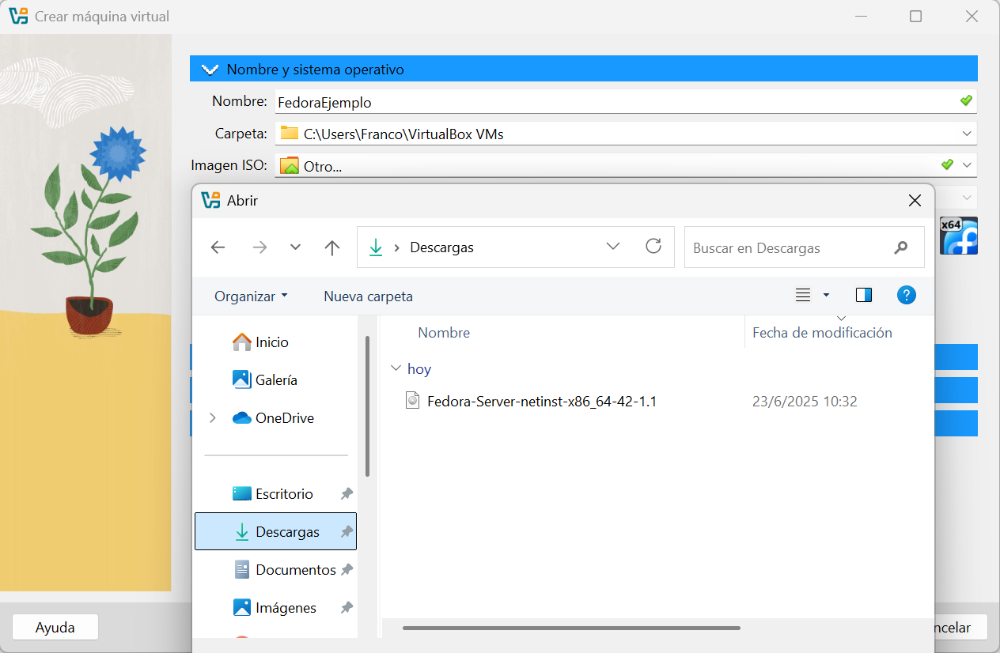 Crear máquina virtual
Nombre y sistema operativo
Nombre: FedoraEjemplo
Carpeta: C:\Users\Franco\VirtualBox VMs
Imagen ISO: Otro...
x64
Abrir
Descargas
Buscar en Descargas
Organizar Nueva carpeta ?
Nombre Fecha de modificación
hoy
Fedora-Server-netinst-x86_64-42-1.1 23/6/2025 10:32
Inicio
Galería
OneDrive
Escritorio
Descargas
Documentos
Imágenes
Ayuda
ncelar